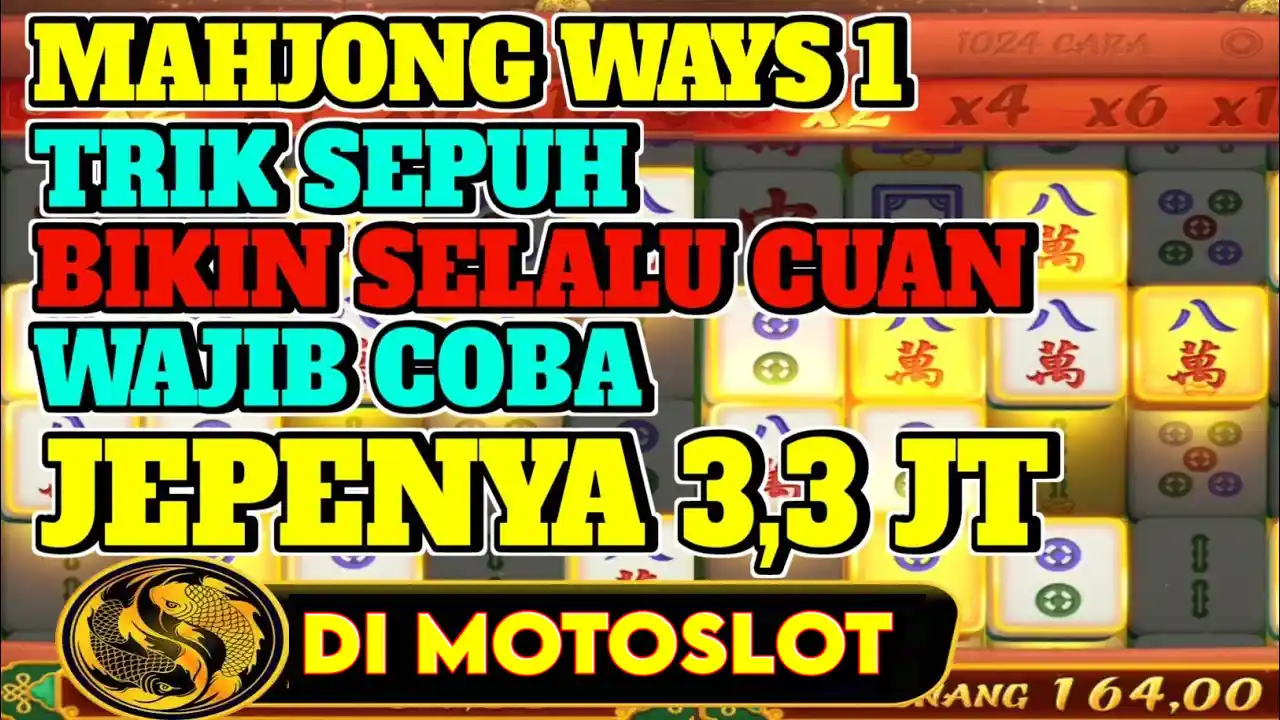 MAHJONG WAYS 1
1024 CARA
x2 x4 x6
TRIK SEPUH
BIKIN SELALU CUAN
WAJIB COBA
JEPENYA 3,3 JT
DI MOTOSLOT
164,00
中
八萬
八萬
八萬
八萬